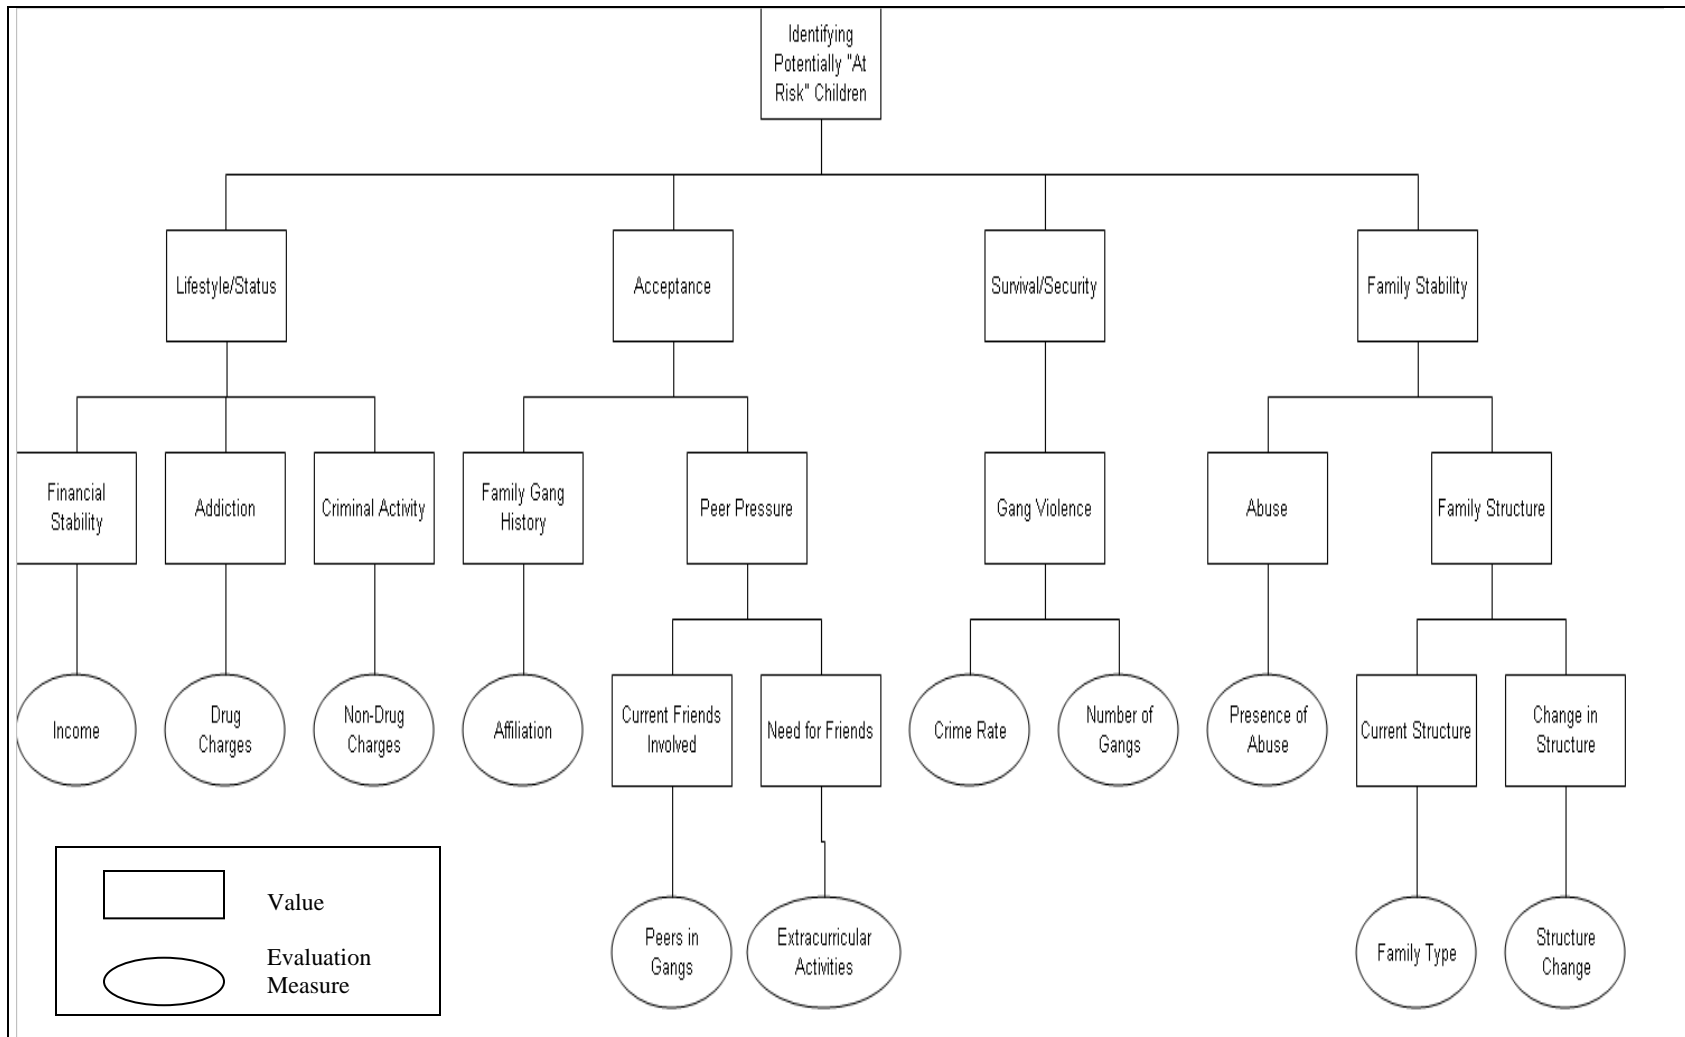 Identifying
Potentially "At
Risk" Children
Lifestyle/Status
Acceptance
Survival/Security
Family Stability
Financial
Stability
Addiction
Criminal Activity
Family Gang
History
Peer Pressure
Gang Violence
Abuse
Family Structure
Income
Drug
Charges
Non-Drug
Charges
Affiliation
Current Friends
Involved
Need for Friends
Crime Rate
Number of
Gangs
Presence of
Abuse
Current Structure
Change in
Structure
Peers in
Gangs
Extracurricular
Activities
Family Type
Structure
Change
Value
Evaluation
Measure